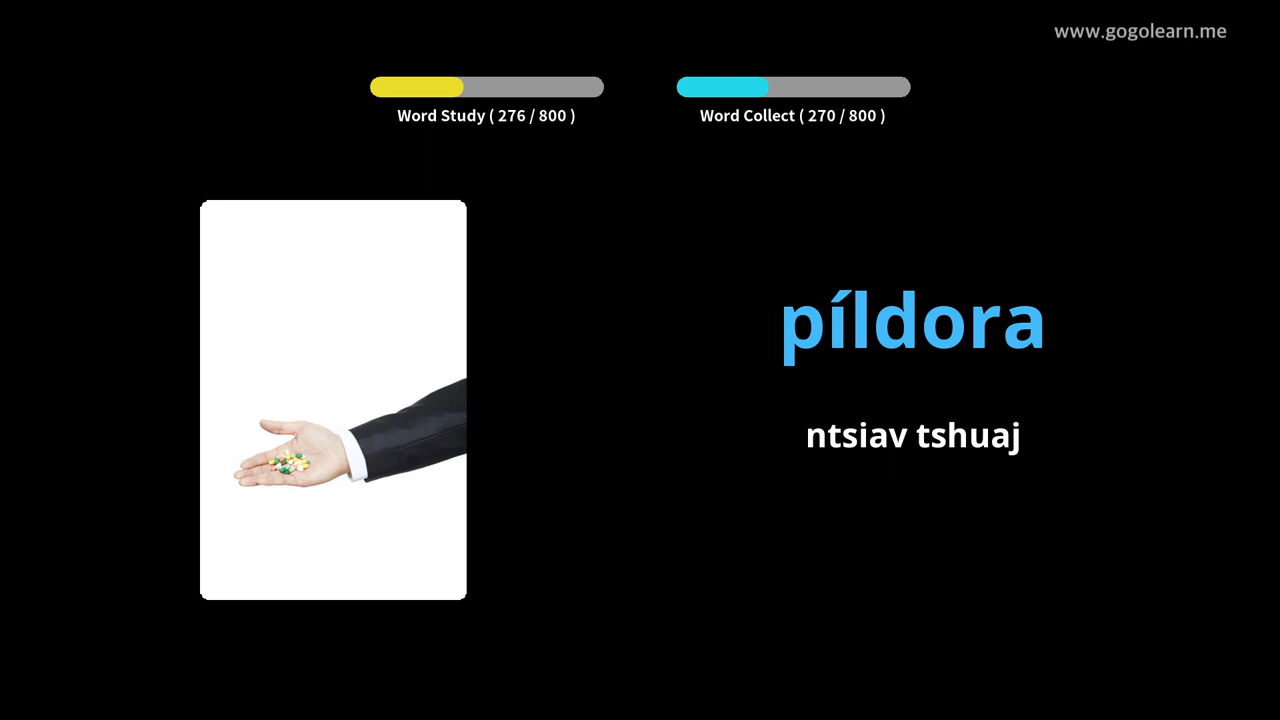 www.gogolearn.me
Word Study ( 276 / 800 )
Word Collect ( 270 / 800 )
píldora
ntsiav tshuaj